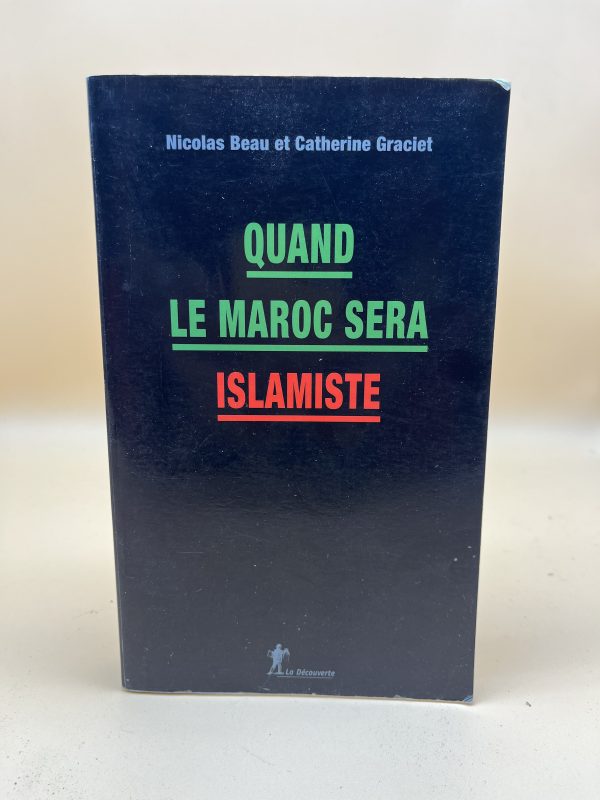 Nicolas Beau et Catherine Graciet
QUAND
LE MAROC SERA
ISLAMISTE
La Découverte